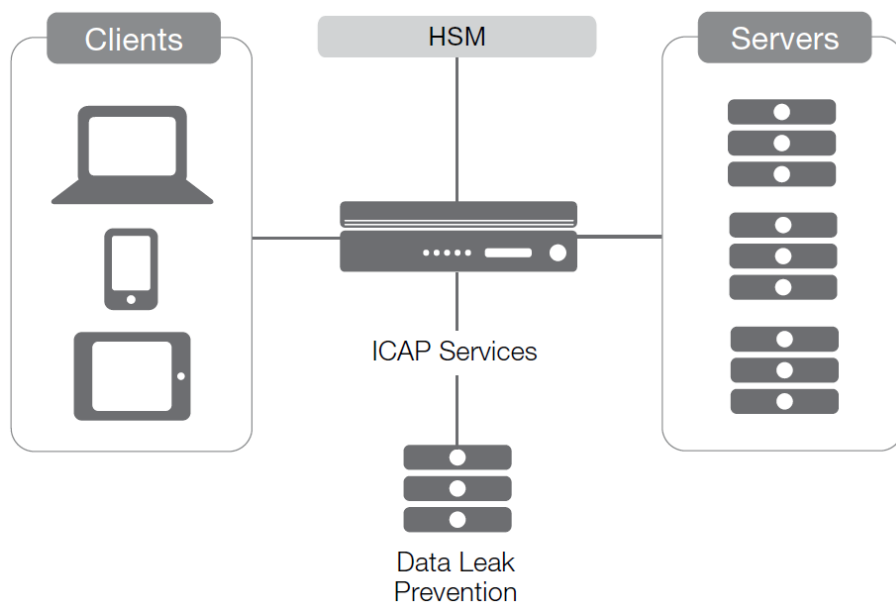 Clients
HSM
Servers
ICAP Services
Data Leak
Prevention